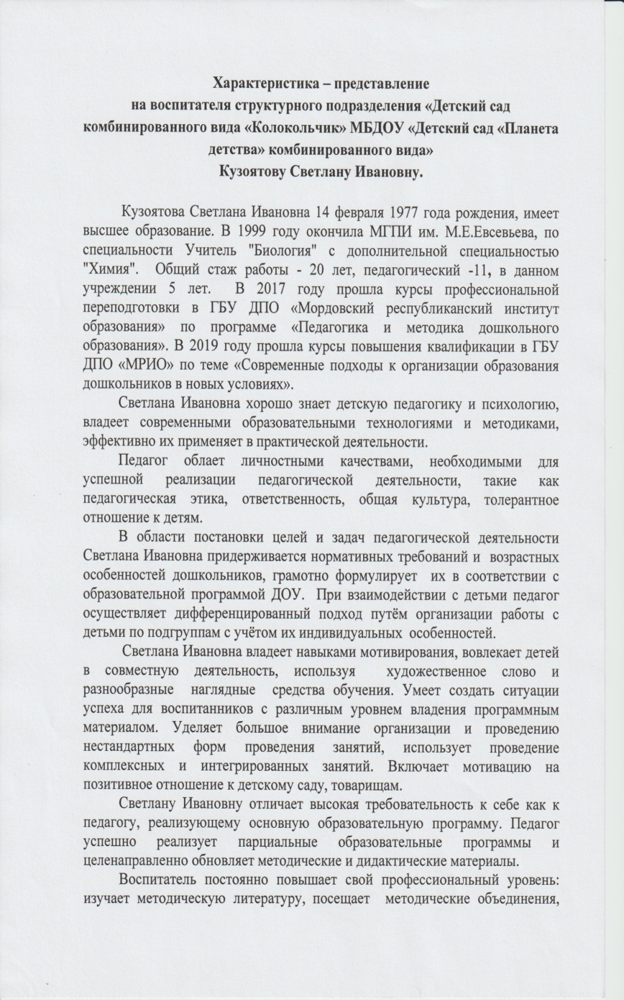 Характеристика – представление
на воспитателя структурного подразделения «Детский сад
комбинированного вида «Колокольчик» МБДОУ «Детский сад «Планета
детства» комбинированного вида»
Кузоятову Светлану Ивановну.
Кузоятова Светлана Ивановна 14 февраля 1977 года рождения, имеет
высшее образование. В 1999 году окончила МГПИ им. М.Е.Евсевьева, по
специальности Учитель "Биология" с дополнительной специальностью
"Химия". Общий стаж работы - 20 лет, педагогический -11, в данном
учреждении 5 лет. В 2017 году прошла курсы профессиональной
переподготовки в ГБУ ДПО «Мордовский республиканский институт
образования» по программе «Педагогика и методика дошкольного
образования». В 2019 году прошла курсы повышения квалификации в ГБУ
ДПО «МРИО» по теме «Современные подходы к организации образования
дошкольников в новых условиях».
Светлана Ивановна хорошо знает детскую педагогику и психологию,
владеет современными образовательными технологиями и методиками,
эффективно их применяет в практической деятельности.
Педагог облает личностными качествами, необходимыми для
успешной реализации педагогической деятельности, такие как
педагогическая этика, ответственность, общая культура, толерантное
отношение к детям.
В области постановки целей и задач педагогической деятельности
Светлана Ивановна придерживается нормативных требований и возрастных
особенностей дошкольников, грамотно формулирует их в соответствии с
образовательной программой ДОУ. При взаимодействии с детьми педагог
осуществляет дифференцированный подход путём организации работы с
детьми по подгруппам с учётом их индивидуальных особенностей.
Светлана Ивановна владеет навыками мотивирования, вовлекает детей
в совместную деятельность, используя художественное слово и
разнообразные наглядные средства обучения. Умеет создать ситуации
успеха для воспитанников с различным уровнем владения программным
материалом. Уделяет большое внимание организации и проведению
нестандартных форм проведения занятий, использует проведение
комплексных и интегрированных занятий. Включает мотивацию на
позитивное отношение к детскому саду, товарищам.
Светлану Ивановну отличает высокая требовательность к себе как к
педагогу, реализующему основную образовательную программу. Педагог
успешно реализует парциальные образовательные программы и
целенаправленно обновляет методические и дидактические материалы.
Воспитатель постоянно повышает свой профессиональный уровень:
изучает методическую литературу, посещает методические объединения,